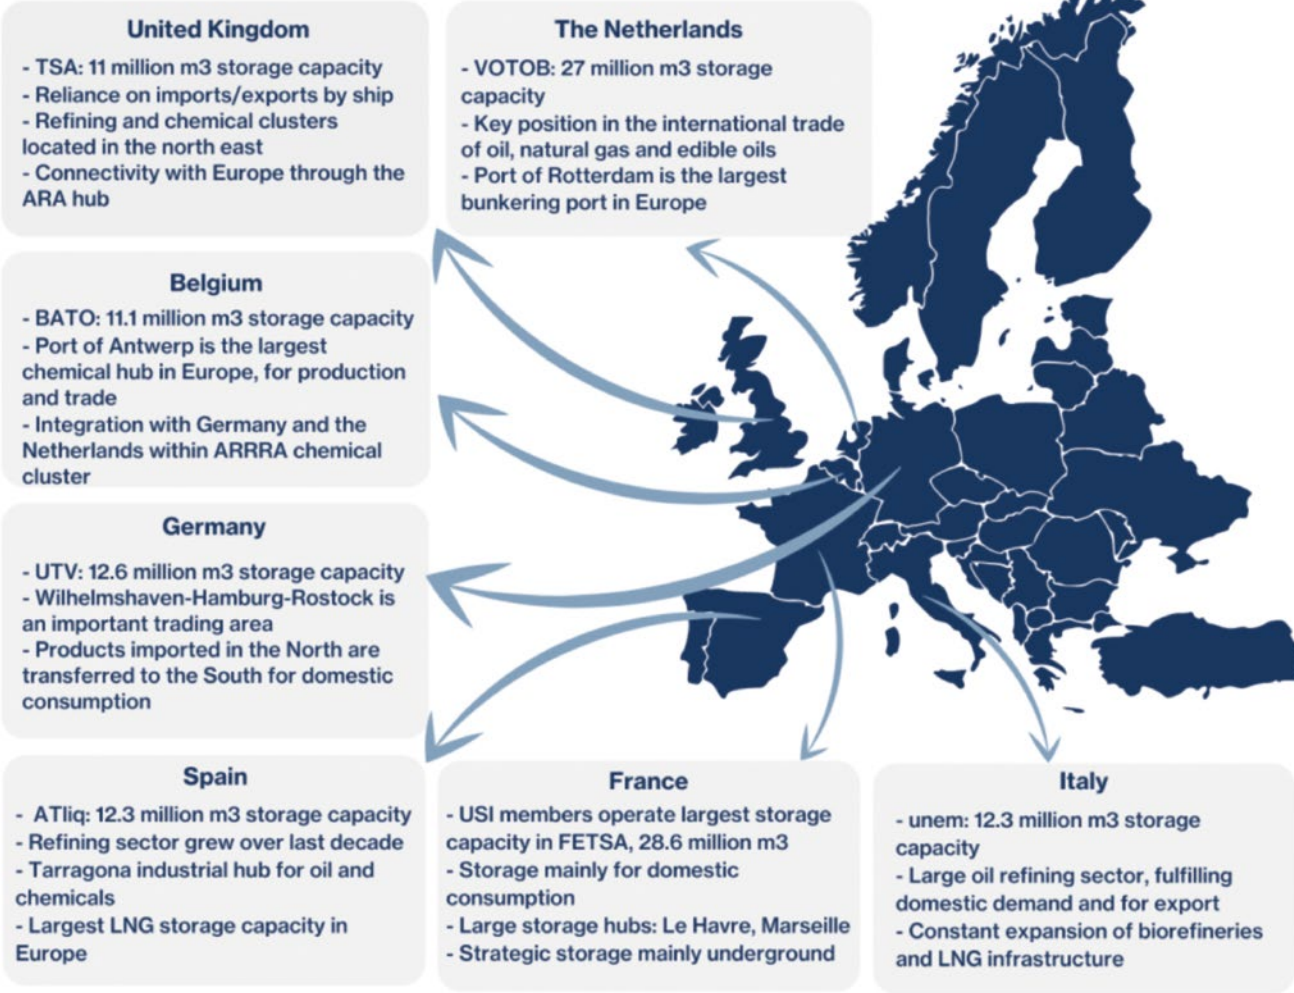 United Kingdom
- TSA: 11 million m3 storage capacity
- Reliance on imports/exports by ship
- Refining and chemical clusters
located in the north east
- Connectivity with Europe through the
ARA hub
The Netherlands
- VOTOB: 27 million m3 storage
capacity
- Key position in the international trade
of oil, natural gas and edible oils
- Port of Rotterdam is the largest
bunkering port in Europe
Belgium
- BATO: 11.1 million m3 storage capacity
- Port of Antwerp is the largest
chemical hub in Europe, for production
and trade
- Integration with Germany and the
Netherlands within ARRRA chemical
cluster
Germany
- UTV: 12.6 million m3 storage capacity
- Wilhelmshaven-Hamburg-Rostock is
an important trading area
- Products imported in the North are
transferred to the South for domestic
consumption
Spain
- ATliq: 12.3 million m3 storage capacity
- Refining sector grew over last decade
- Tarragona industrial hub for oil and
chemicals
- Largest LNG storage capacity in
Europe
France
- USI members operate largest storage
capacity in FETSA, 28.6 million m3
- Storage mainly for domestic
consumption
- Large storage hubs: Le Havre, Marseille
- Strategic storage mainly underground
Italy
- unem: 12.3 million m3 storage
capacity
- Large oil refining sector, fulfilling
domestic demand and for export
- Constant expansion of biorefineries
and LNG infrastructure